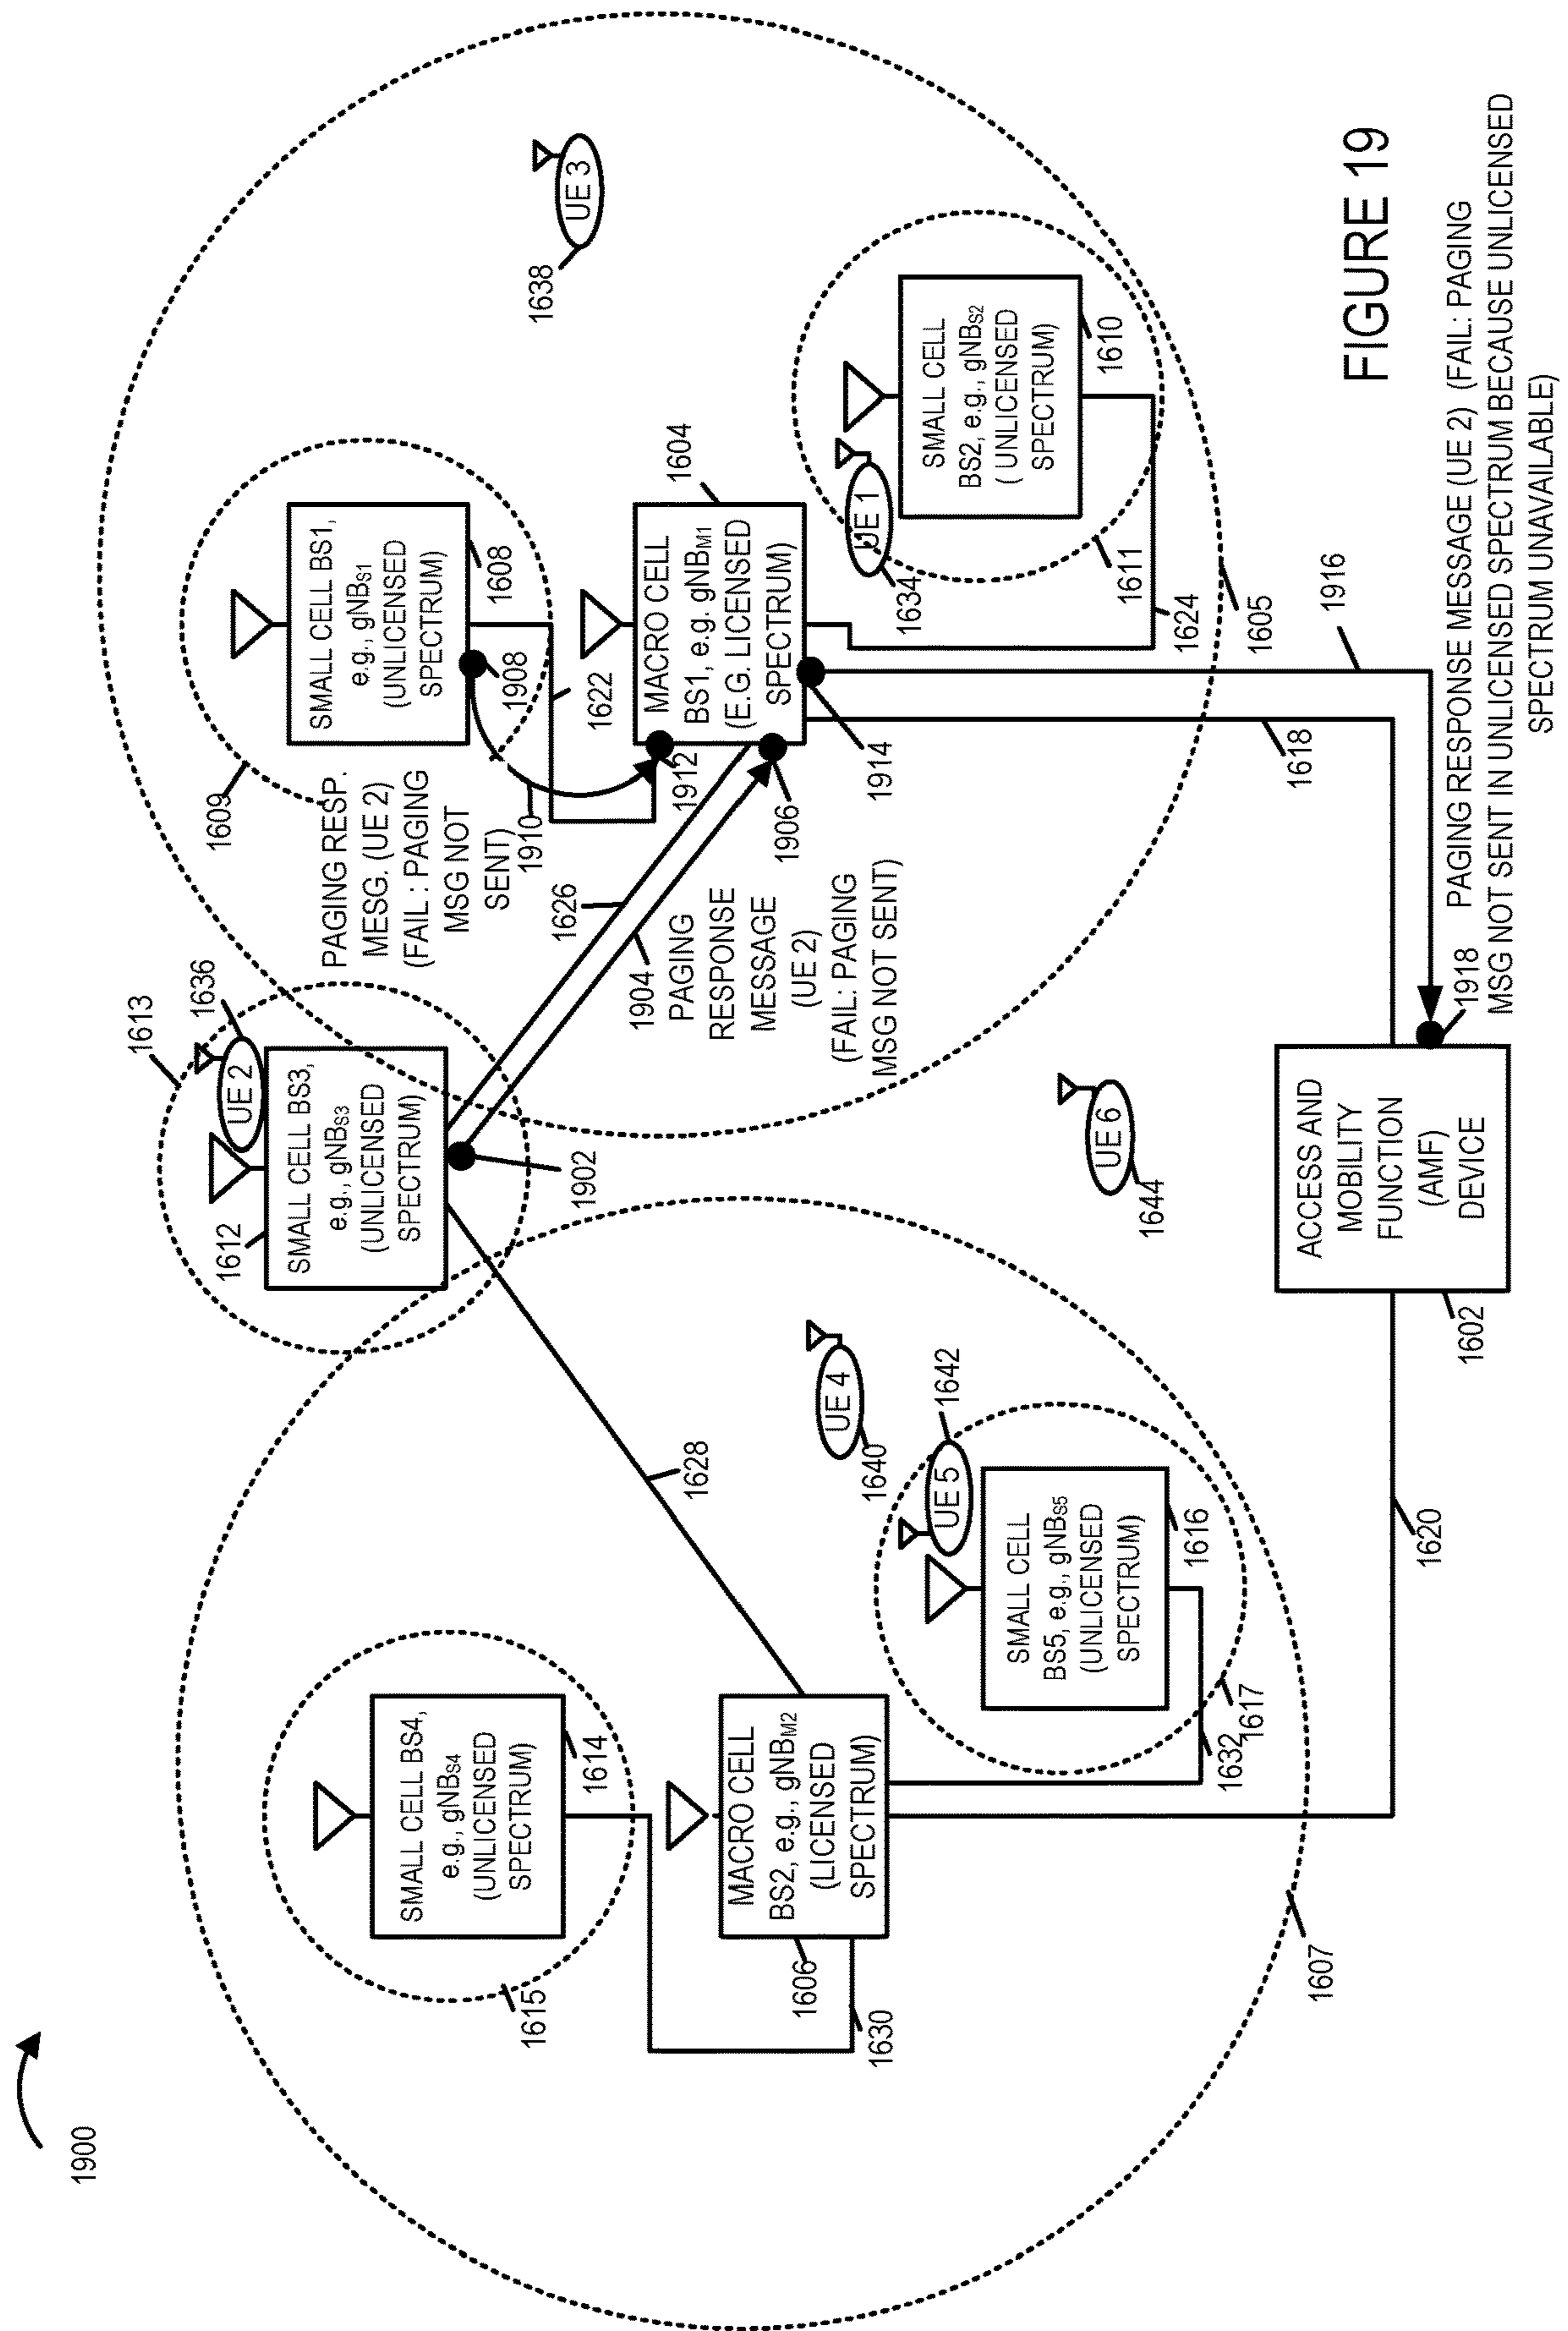 1900
1607
1615
SMALL CELL BS4,
e.g., gNBS4
(UNLICENSED
SPECTRUM)
1614
MACRO CELL
BS2, e.g., gNBM2
(LICENSED
SPECTRUM)
1606
1630
1628
UE 4
1640
UE 5
1642
SMALL CELL
BS5, e.g., gNBS5
(UNLICENSED
SPECTRUM)
1616
1617
1632
1620
1613
UE 2
1636
1612
SMALL CELL BS3,
e.g., gNBS3
(UNLICENSED
SPECTRUM)
1902
1626
1904
PAGING
RESPONSE
MESSAGE
(UE 2)
(FAIL: PAGING
MSG NOT SENT)
UE 6
1644
ACCESS AND
MOBILITY
FUNCTION
(AMF)
DEVICE
1602
1609
SMALL CELL BS1,
e.g., gNBS1
(UNLICENSED
SPECTRUM)
1608
1908
PAGING RESP.
MESG. (UE 2)
(FAIL : PAGING
MSG NOT
SENT)
1910
1622
1912
1906
MACRO CELL
BS1, e.g. gNBM1
(E.G. LICENSED
SPECTRUM)
1604
1914
1618
UE 3
1638
UE 1
1634
SMALL CELL
BS2, e.g., gNBS2
( UNLICENSED
SPECTRUM)
1610
1611
1624
1605
1916
1918
PAGING RESPONSE MESSAGE (UE 2) (FAIL: PAGING
MSG NOT SENT IN UNLICENSED SPECTRUM BECAUSE UNLICENSED
SPECTRUM UNAVAILABLE)
FIGURE 19